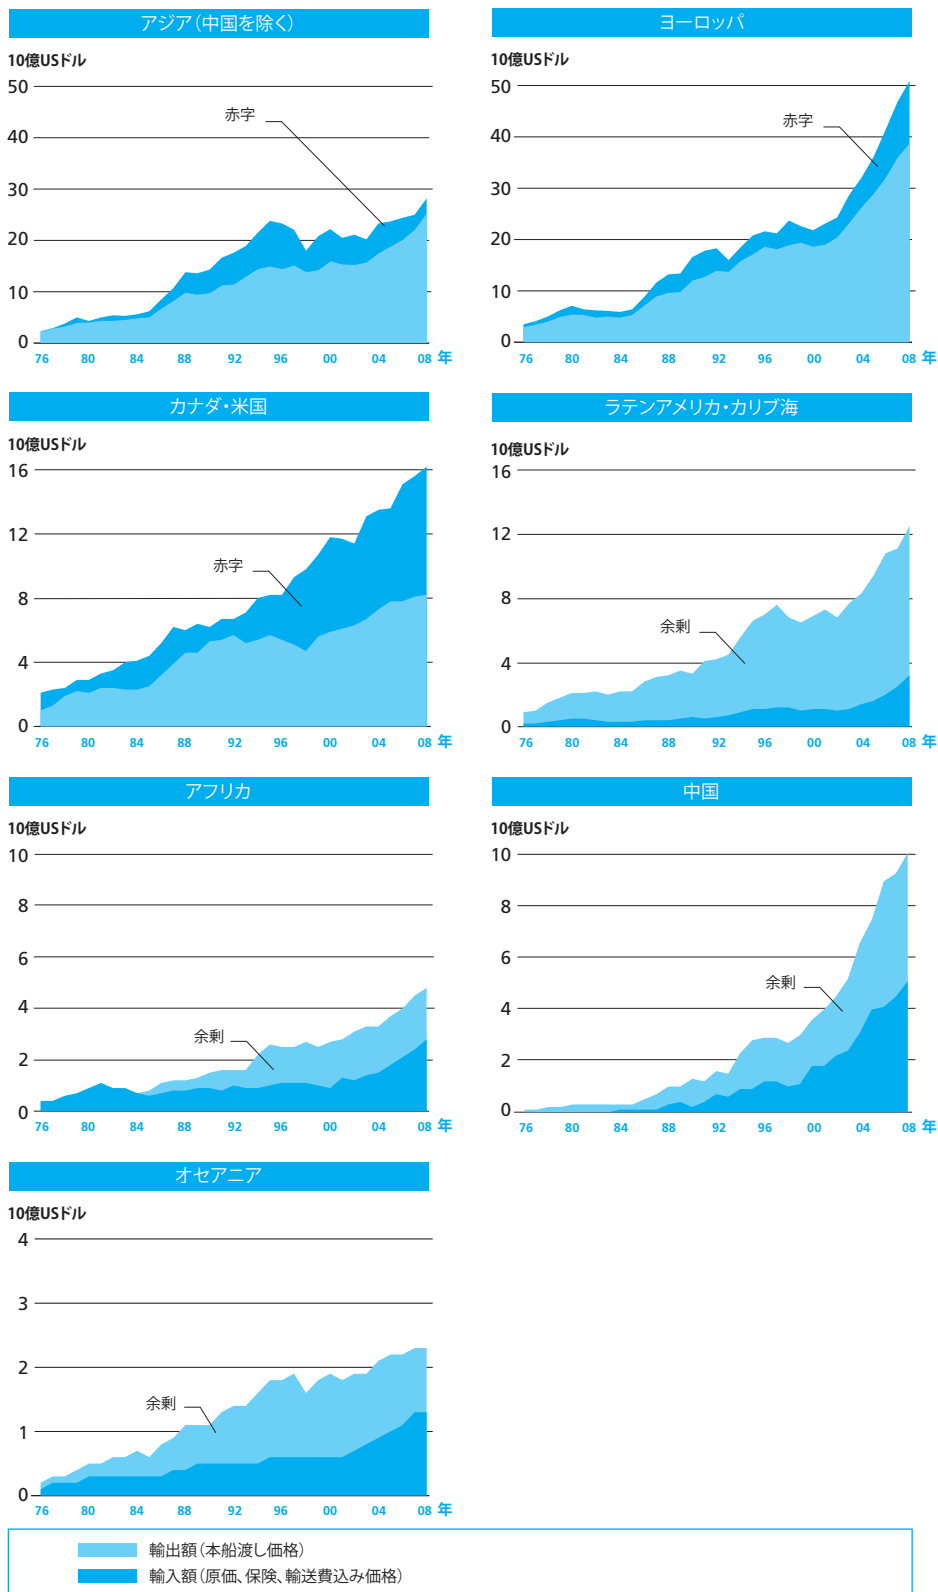 アジア（中国を除く）
10億USドル
50
40
30
20
10
0
赤字
76 80 84 88 92 96 00 04 08 年
ヨーロッパ
10億USドル
50
40
30
20
10
0
赤字
76 80 84 88 92 96 00 04 08 年
カナダ・米国
10億USドル
16
12
8
4
0
赤字
76 80 84 88 92 96 00 04 08 年
ラテンアメリカ・カリブ海
10億USドル
16
12
8
4
0
余剰
76 80 84 88 92 96 00 04 08 年
アフリカ
10億USドル
10
8
6
4
2
0
余剰
76 80 84 88 92 96 00 04 08 年
中国
10億USドル
10
8
6
4
2
0
余剰
76 80 84 88 92 96 00 04 08 年
オセアニア
10億USドル
4
3
2
1
0
余剰
76 80 84 88 92 96 00 04 08 年
輸出額（本船渡し価格）
輸入額（原価、保険、輸送費込み価格）